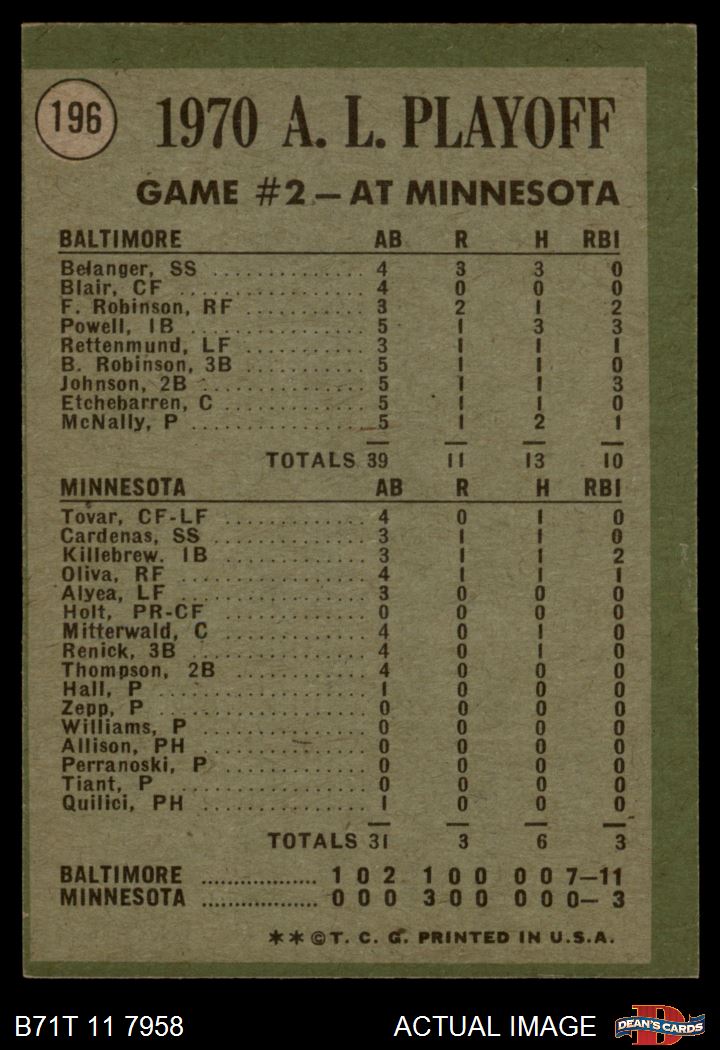 196
1970 A. L. PLAYOFF
GAME #2 — AT MINNESOTA
BALTIMORE AB R H RBI
Belanger, SS .............. 4 3 3 0
Blair, CF .................. 4 0 0 0
F. Robinson, RF ........... 3 2 1 2
Powell, 1B ................ 5 1 3 3
Rettenmund, LF .......... 3 1 1 1
B. Robinson, 3B .......... 5 1 1 0
Johnson, 2B .............. 5 1 1 3
Etchebarren, C ........... 5 1 1 0
McNally, P ................ 5 1 2 1
TOTALS 39 11 13 10
MINNESOTA AB R H RBI
Tovar, CF-LF ............. 4 0 1 0
Cardenas, SS ............. 3 1 1 0
Killebrew. 1B ............. 3 1 1 2
Oliva, RF ................. 4 1 1 1
Alyea, LF ................. 3 0 0 0
Holt, PR-CF .............. 0 0 0 0
Mitterwald, C ............ 4 0 1 0
Renick, 3B ............... 4 0 1 0
Thompson, 2B ............ 4 0 0 0
Hall, P .................... 1 0 0 0
Zepp, P ................... 0 0 0 0
Williams, P ............... 0 0 0 0
Allison, PH ............... 0 0 0 0
Perranoski, P ............ 0 0 0 0
Tiant, P ................... 0 0 0 0
Quilici, PH ................ 1 0 0 0
TOTALS 31 3 6 3
BALTIMORE ................. 1 0 2 1 0 0 0 0 7—11
MINNESOTA ................. 0 0 0 3 0 0 0 0 0— 3
**©T. C. G. PRINTED IN U.S.A.
B71T 11 7958 ACTUAL IMAGE
DEAN'S CARDS